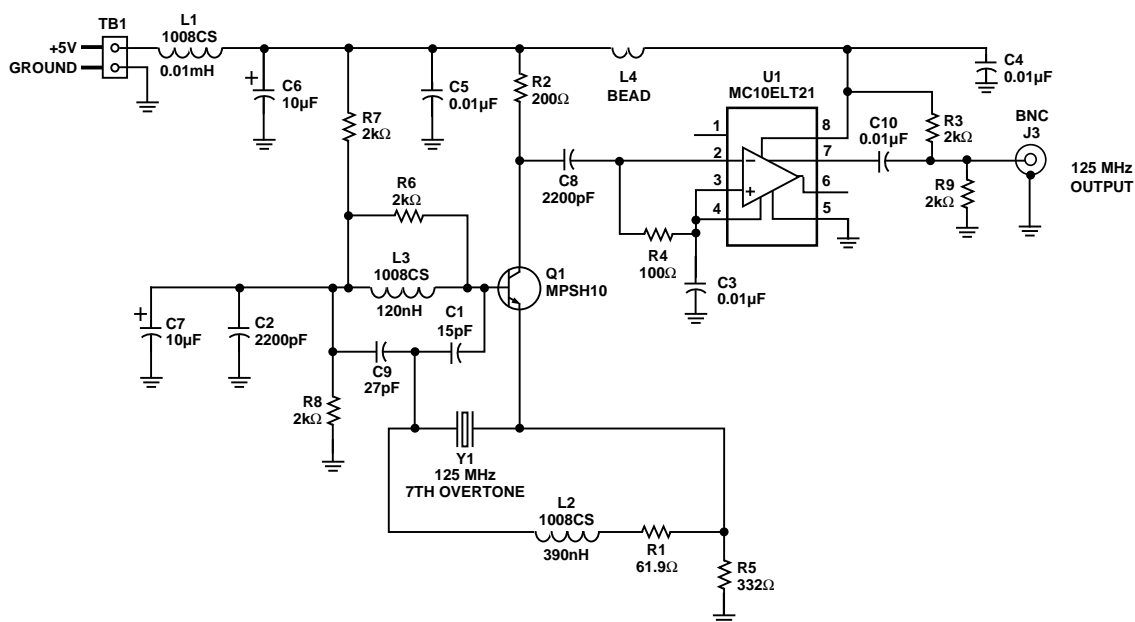 TB1
+5V
GROUND
L1
1008CS
0.01mH
C6
10µF
R7
2kΩ
C5
0.01µF
R2
200Ω
L4
BEAD
U1
MC10ELT21
C4
0.01µF
1
2
3
4
8
7
6
5
C10
0.01µF
R3
2kΩ
BNC
J3
125 MHz
OUTPUT
R9
2kΩ
C8
2200pF
R4
100Ω
C3
0.01µF
R6
2kΩ
L3
1008CS
120nH
Q1
MPSH10
C7
10µF
C2
2200pF
C1
15pF
C9
27pF
R8
2kΩ
Y1
125 MHz
7TH OVERTONE
L2
1008CS
390nH
R1
61.9Ω
R5
332Ω